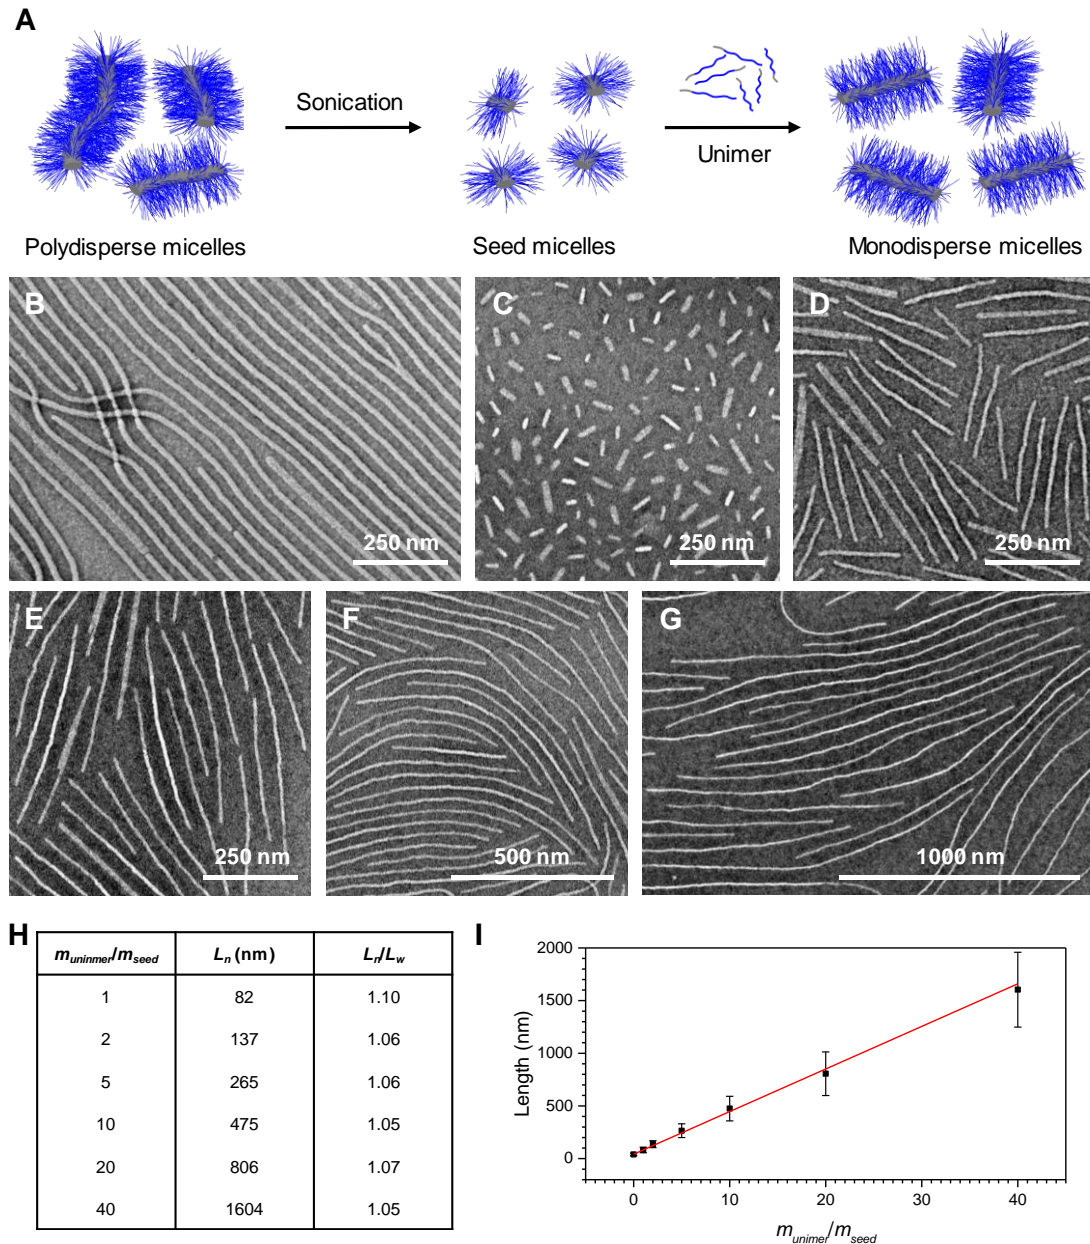 A
Sonication
Unimer
Polydisperse micelles
Seed micelles
Monodisperse micelles
B
250 nm
C
250 nm
D
250 nm
E
250 nm
F
500 nm
G
1000 nm
H
m_uninmer/m_seed L_n (nm) L_n/L_w
1 82 1.10
2 137 1.06
5 265 1.06
10 475 1.05
20 806 1.07
40 1604 1.05
I
Length (nm)
2000
1500
1000
500
0
0 10 20 30 40
m_unimer/m_seed